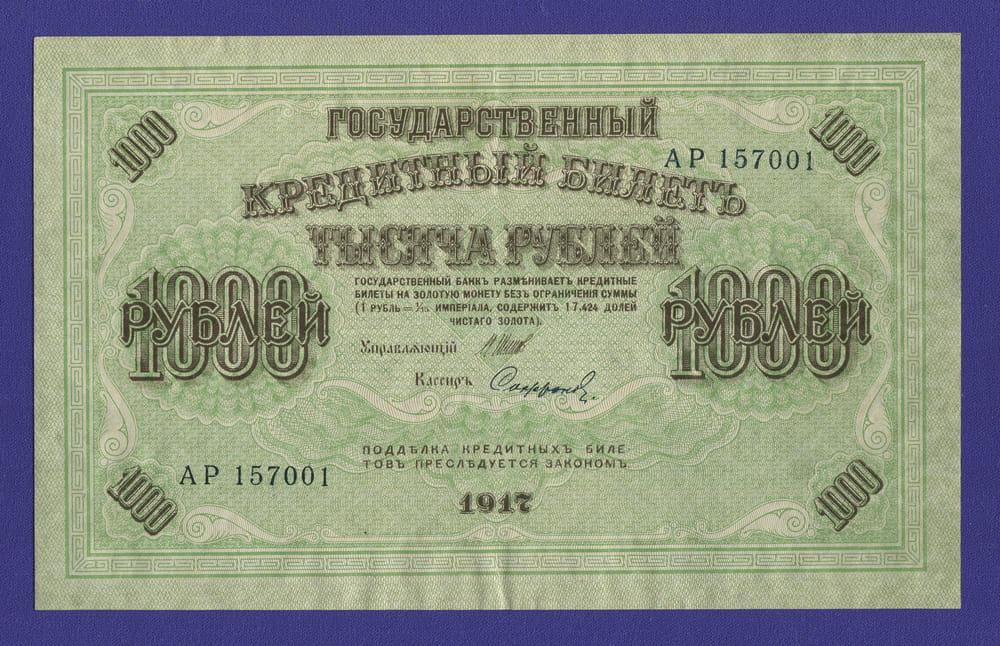 1000
1000
ГОСУДАРСТВЕННЫЙ
АР 157001
КРЕДИТНЫЙ БИЛЕТЪ
ТЫСЯЧА РУБЛЕЙ
1000
РУБЛЕЙ
1000
РУБЛЕЙ
ГОСУДАРСТВЕННЫЙ БАНКЪ РАЗМѢНИВАЕТЪ КРЕДИТНЫЕ
БИЛЕТЫ НА ЗОЛОТУЮ МОНЕТУ БЕЗЪ ОГРАНИЧЕНІЯ СУММЫ
(1 РУБЛЬ = 1/15 ИМПЕРІАЛА, СОДЕРЖИТЪ 17.424 ДОЛЕЙ
ЧИСТАГО ЗОЛОТА).
Управляющій
Кассиръ Софронов
ПОДДѢЛКА КРЕДИТНЫХЪ БИЛЕ-
ТОВЪ ПРЕСЛѢДУЕТСЯ ЗАКОНОМЪ.
АР 157001
1917
1000
1000